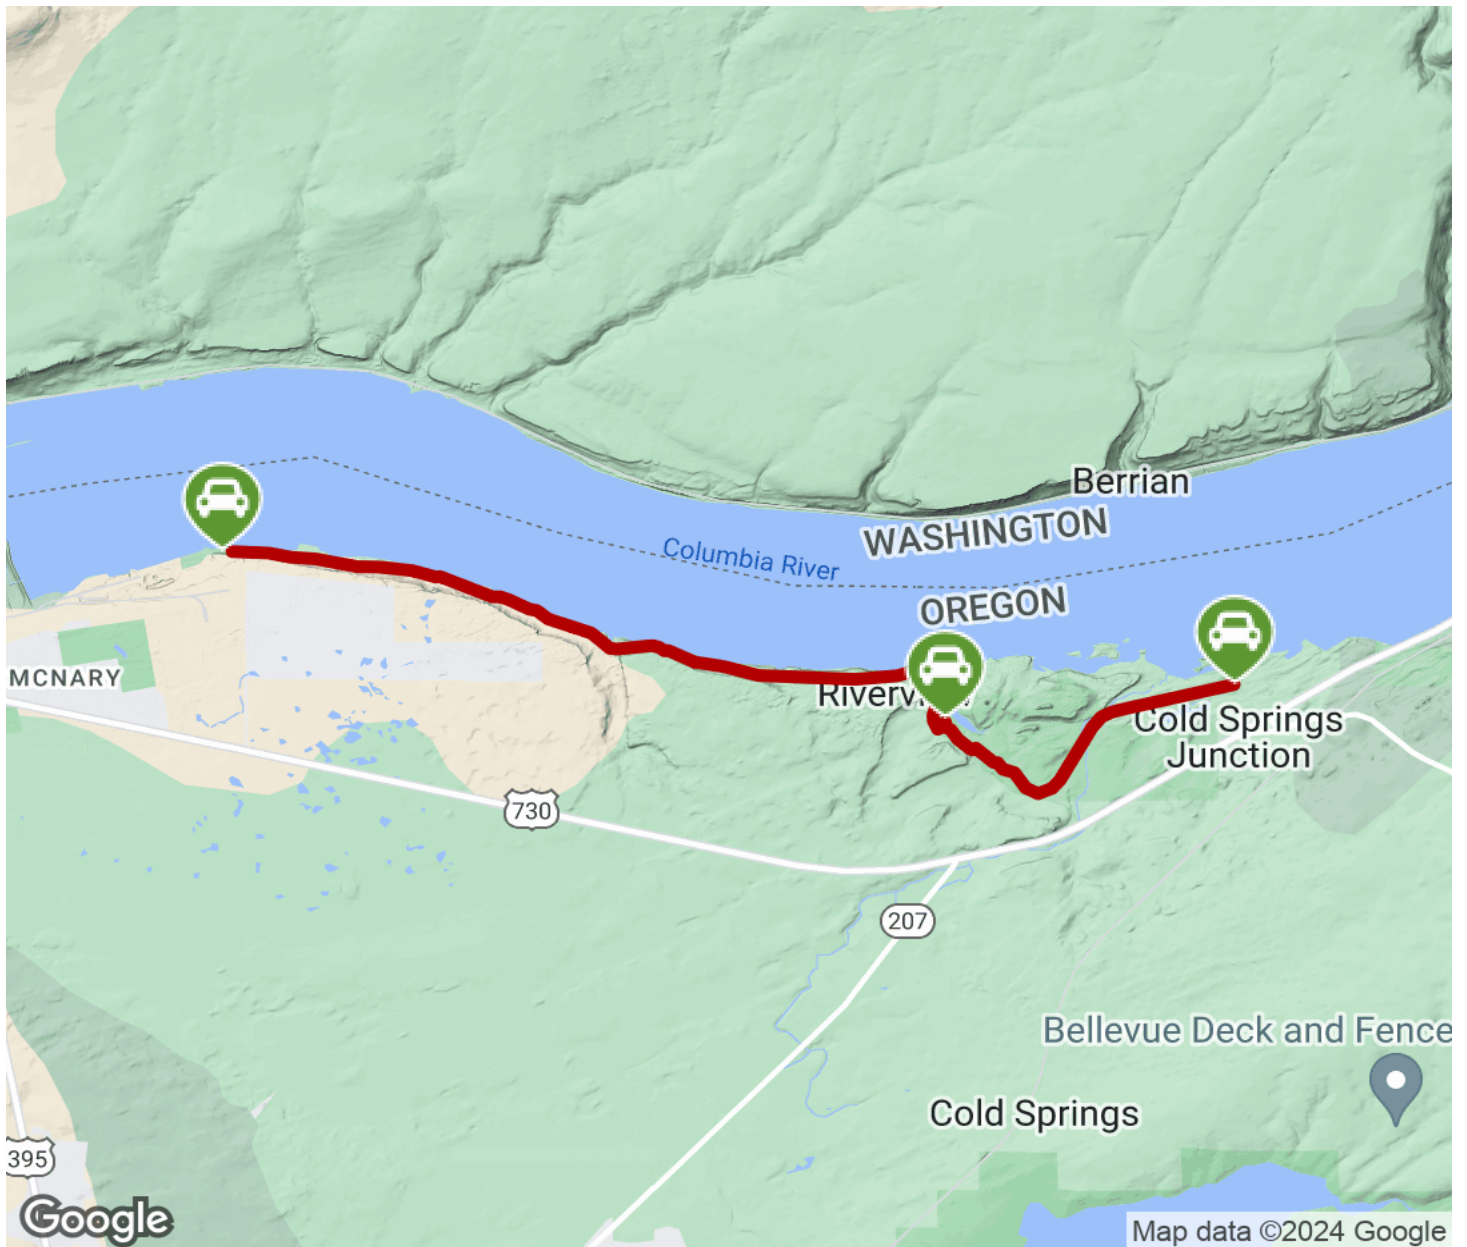 Berrian
WASHINGTON
Columbia River
OREGON
MCNARY
Cold Springs
Junction
730
207
Bellevue Deck and Fence
Cold Springs
395
Google
Map data ©2024 Google